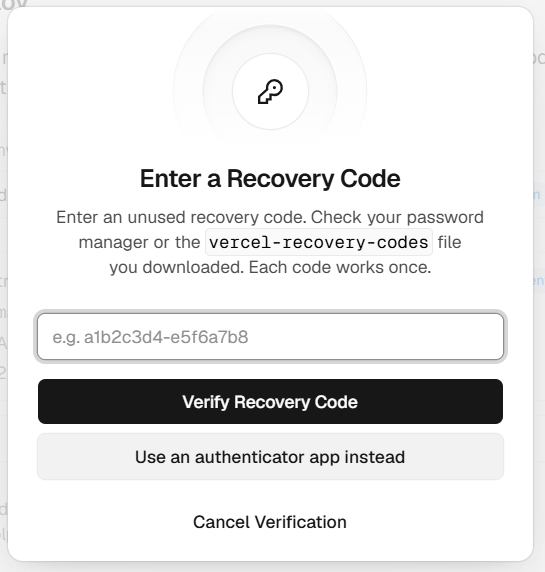 Enter a Recovery Code
Enter an unused recovery code. Check your password
manager or the vercel-recovery-codes file
you downloaded. Each code works once.
e.g. a1b2c3d4-e5f6a7b8
Verify Recovery Code
Use an authenticator app instead
Cancel Verification